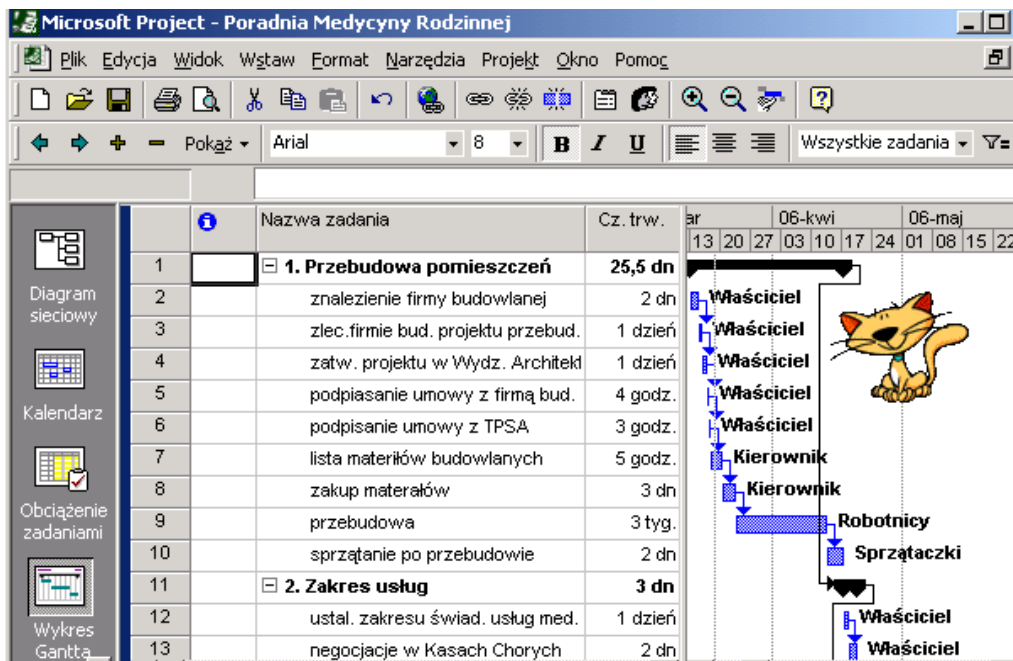 Microsoft Project - Poradnia Medycyny Rodzinnej
Plik Edycja Widok Wstaw Format Narzędzia Projekt Okno Pomoc
Pokaż Arial 8 B I U Wszystkie zadania
Nazwa zadania Cz. trw. ar 06-kwi 06-maj
13 20 27 03 10 17 24 01 08 15 22
Diagram sieciowy
Kalendarz
Obciążenie zadaniami
Wykres Gantta
1 1. Przebudowa pomieszczeń 25,5 dn
2 znalezienie firmy budowlanej 2 dn Właściciel
3 zlec.firmie bud. projektu przebud. 1 dzień Właściciel
4 zatw. projektu w Wydz. Architekt 1 dzień Właściciel
5 podpiasanie umowy z firmą bud. 4 godz. Właściciel
6 podpisanie umowy z TPSA 3 godz. Właściciel
7 lista materiłów budowlanych 5 godz. Kierownik
8 zakup materałów 3 dn Kierownik
9 przebudowa 3 tyg. Robotnicy
10 sprzątanie po przebudowie 2 dn Sprzątaczki
11 2. Zakres usług 3 dn
12 ustal. zakresu świad. usług med. 1 dzień Właściciel
13 negocjacje w Kasach Chorych 2 dn Właściciel